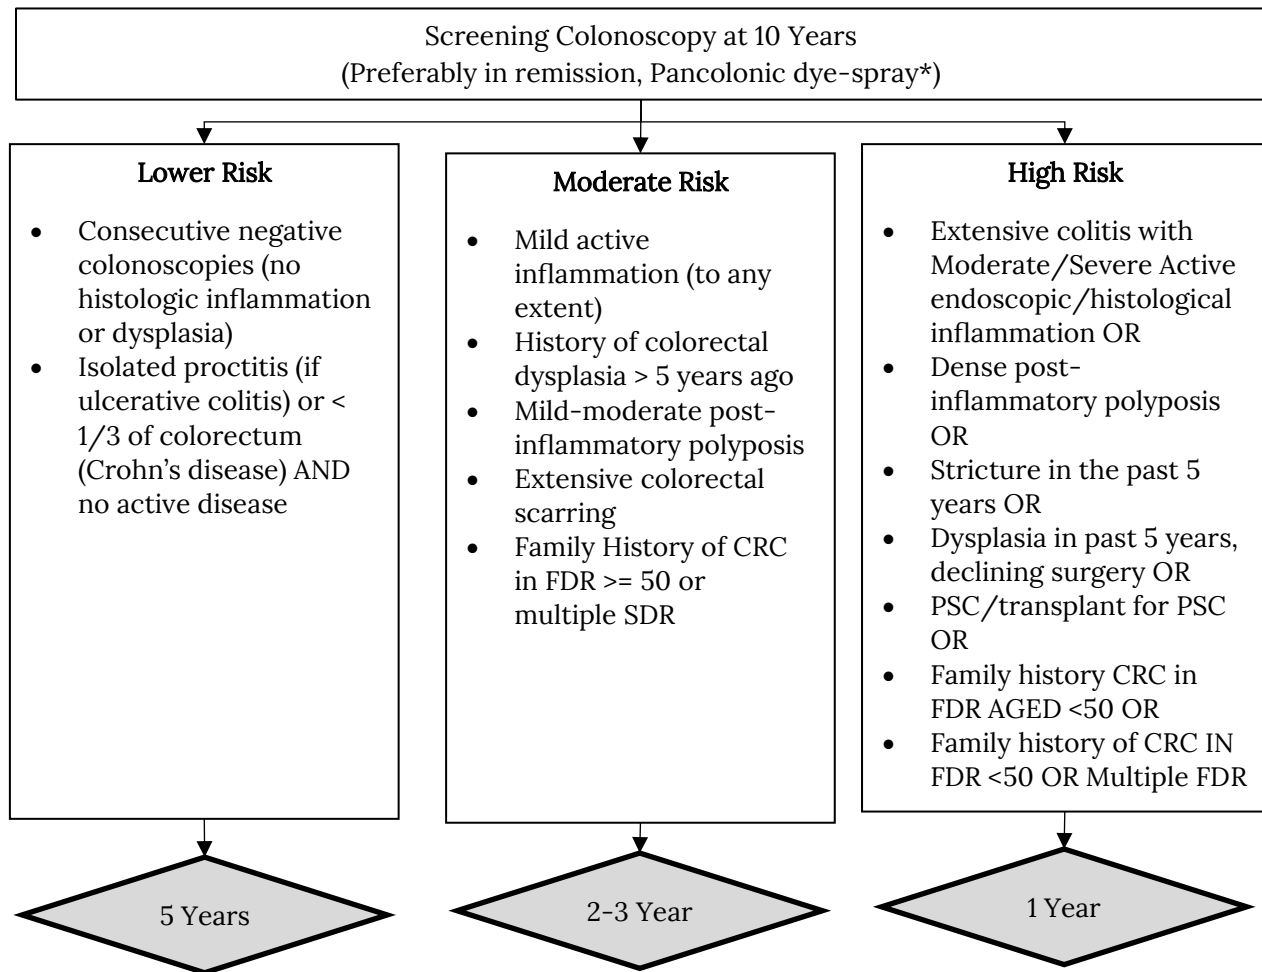 Screening Colonoscopy at 10 Years
(Preferably in remission, Pancolonic dye-spray*)
Lower Risk
• Consecutive negative
colonoscopies (no
histologic inflammation
or dysplasia)
• Isolated proctitis (if
ulcerative colitis) or <
1/3 of colorectum
(Crohn's disease) AND
no active disease
5 Years
Moderate Risk
• Mild active
inflammation (to any
extent)
• History of colorectal
dysplasia > 5 years ago
• Mild-moderate post-
inflammatory polyposis
• Extensive colorectal
scarring
• Family History of CRC
in FDR >= 50 or
multiple SDR
2-3 Year
High Risk
• Extensive colitis with
Moderate/Severe Active
endoscopic/histological
inflammation OR
• Dense post-
inflammatory polyposis
OR
• Stricture in the past 5
years OR
• Dysplasia in past 5 years,
declining surgery OR
• PSC/transplant for PSC
OR
• Family history CRC in
FDR AGED <50 OR
• Family history of CRC IN
FDR <50 OR Multiple FDR
1 Year